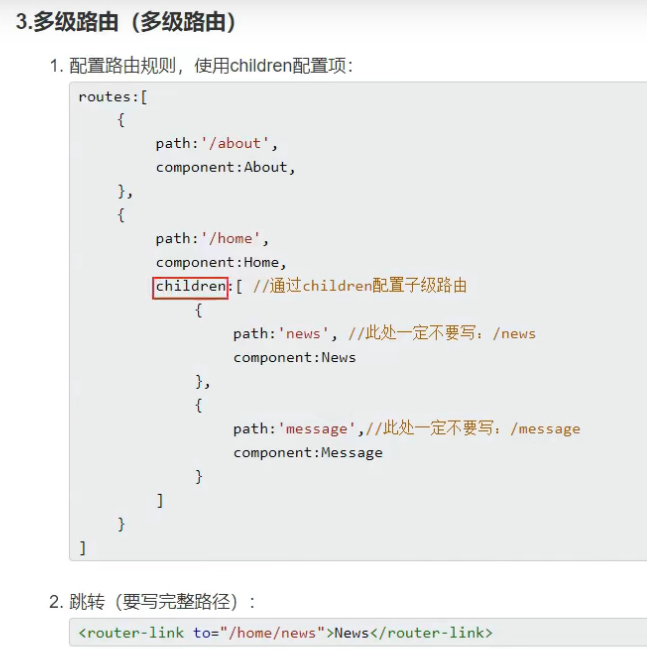 3.多级路由（多级路由）
1. 配置路由规则，使用children配置项：
routes:[
{
path:'/about',
component:About,
},
{
path:'/home',
component:Home,
children:[ //通过children配置子级路由
{
path:'news', //此处一定不要写：/news
component:News
},
{
path:'message',//此处一定不要写：/message
component:Message
}
]
}
]
2. 跳转（要写完整路径）：
<router-link to="/home/news">News</router-link>